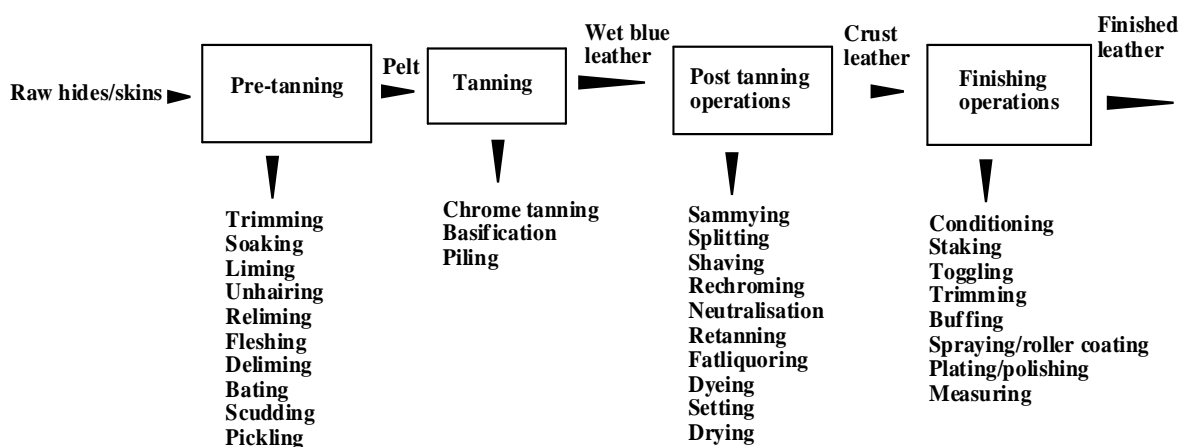 Raw hides/skins
Pre-tanning
Pelt
Tanning
Wet blue
leather
Post tanning
operations
Crust
leather
Finishing
operations
Finished
leather
Trimming
Soaking
Liming
Unhairing
Reliming
Fleshing
Deliming
Bating
Scudding
Pickling
Chrome tanning
Basification
Piling
Sammying
Splitting
Shaving
Rechroming
Neutralisation
Retanning
Fatliquoring
Dyeing
Setting
Drying
Conditioning
Staking
Toggling
Trimming
Buffing
Spraying/roller coating
Plating/polishing
Measuring